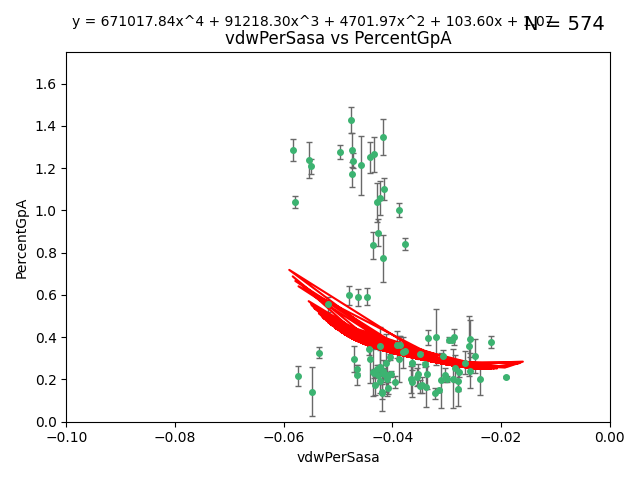 y = 671017.84x^4 + 91218.30x^3 + 4701.97x^2 + 103.60x +
N = 574
vdwPerSasa vs PercentGpA
PercentGpA
1.6
1.4
1.2
1.0
0.8
0.6
0.4
0.2
0.0
−0.10 −0.08 −0.06 −0.04 −0.02 0.00
vdwPerSasa